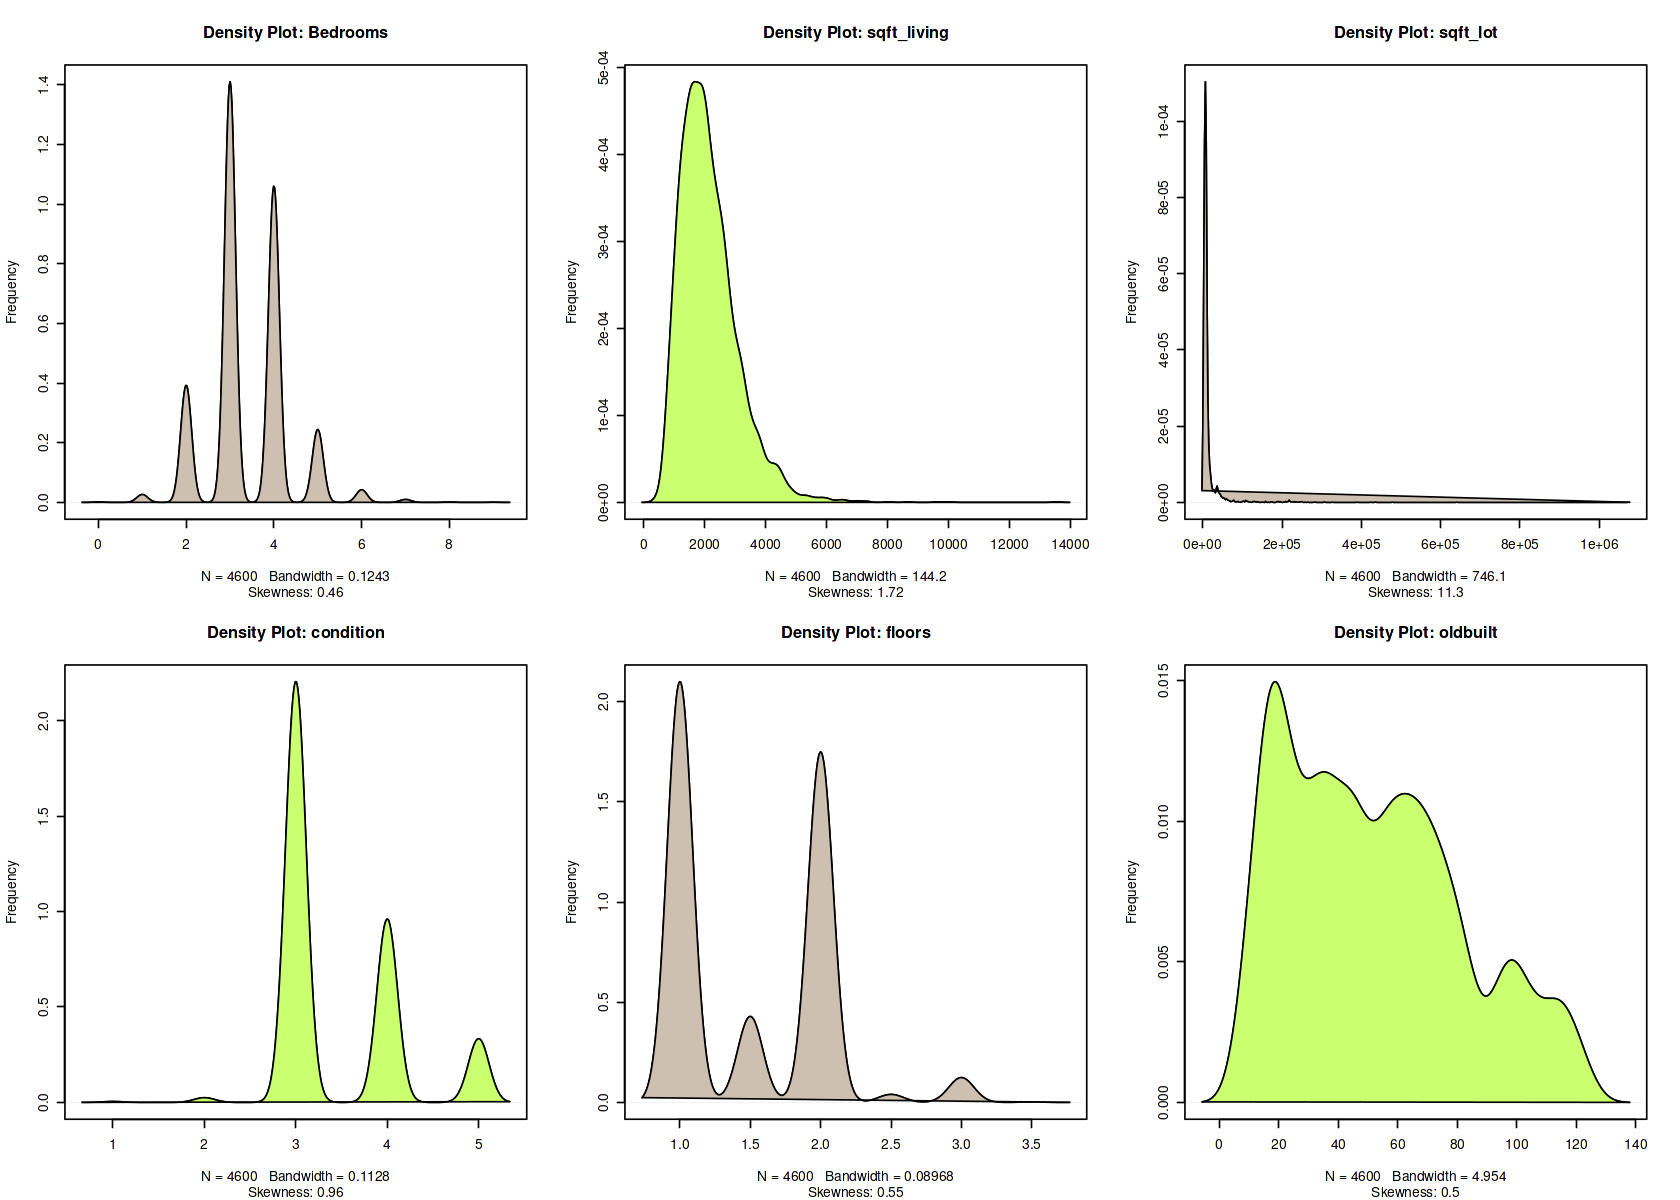 Density Plot: Bedrooms
Frequency
0.0 0.2 0.4 0.6 0.8 1.0 1.2 1.4
0 2 4 6 8
N = 4600 Bandwidth = 0.1243
Skewness: 0.46
Density Plot: sqft_living
Frequency
0e+00 1e-04 2e-04 3e-04 4e-04 5e-04
0 2000 4000 6000 8000 10000 12000 14000
N = 4600 Bandwidth = 144.2
Skewness: 1.72
Density Plot: sqft_lot
Frequency
0e+00 2e-05 4e-05 6e-05 8e-05 1e-04
0e+00 2e+05 4e+05 6e+05 8e+05 1e+06
N = 4600 Bandwidth = 746.1
Skewness: 11.3
Density Plot: condition
Frequency
0.0 0.5 1.0 1.5 2.0
1 2 3 4 5
N = 4600 Bandwidth = 0.1128
Skewness: 0.96
Density Plot: floors
Frequency
0.0 0.5 1.0 1.5 2.0
1.0 1.5 2.0 2.5 3.0 3.5
N = 4600 Bandwidth = 0.08968
Skewness: 0.55
Density Plot: oldbuilt
Frequency
0.000 0.005 0.010 0.015
0 20 40 60 80 100 120 140
N = 4600 Bandwidth = 4.954
Skewness: 0.5